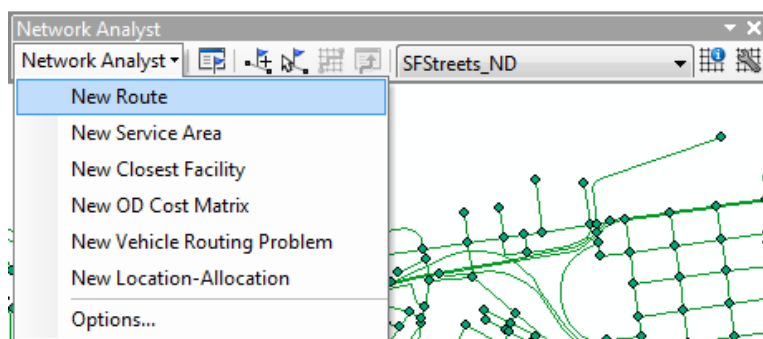 Network Analyst
Network Analyst SFStreets_ND
New Route
New Service Area
New Closest Facility
New OD Cost Matrix
New Vehicle Routing Problem
New Location-Allocation
Options...